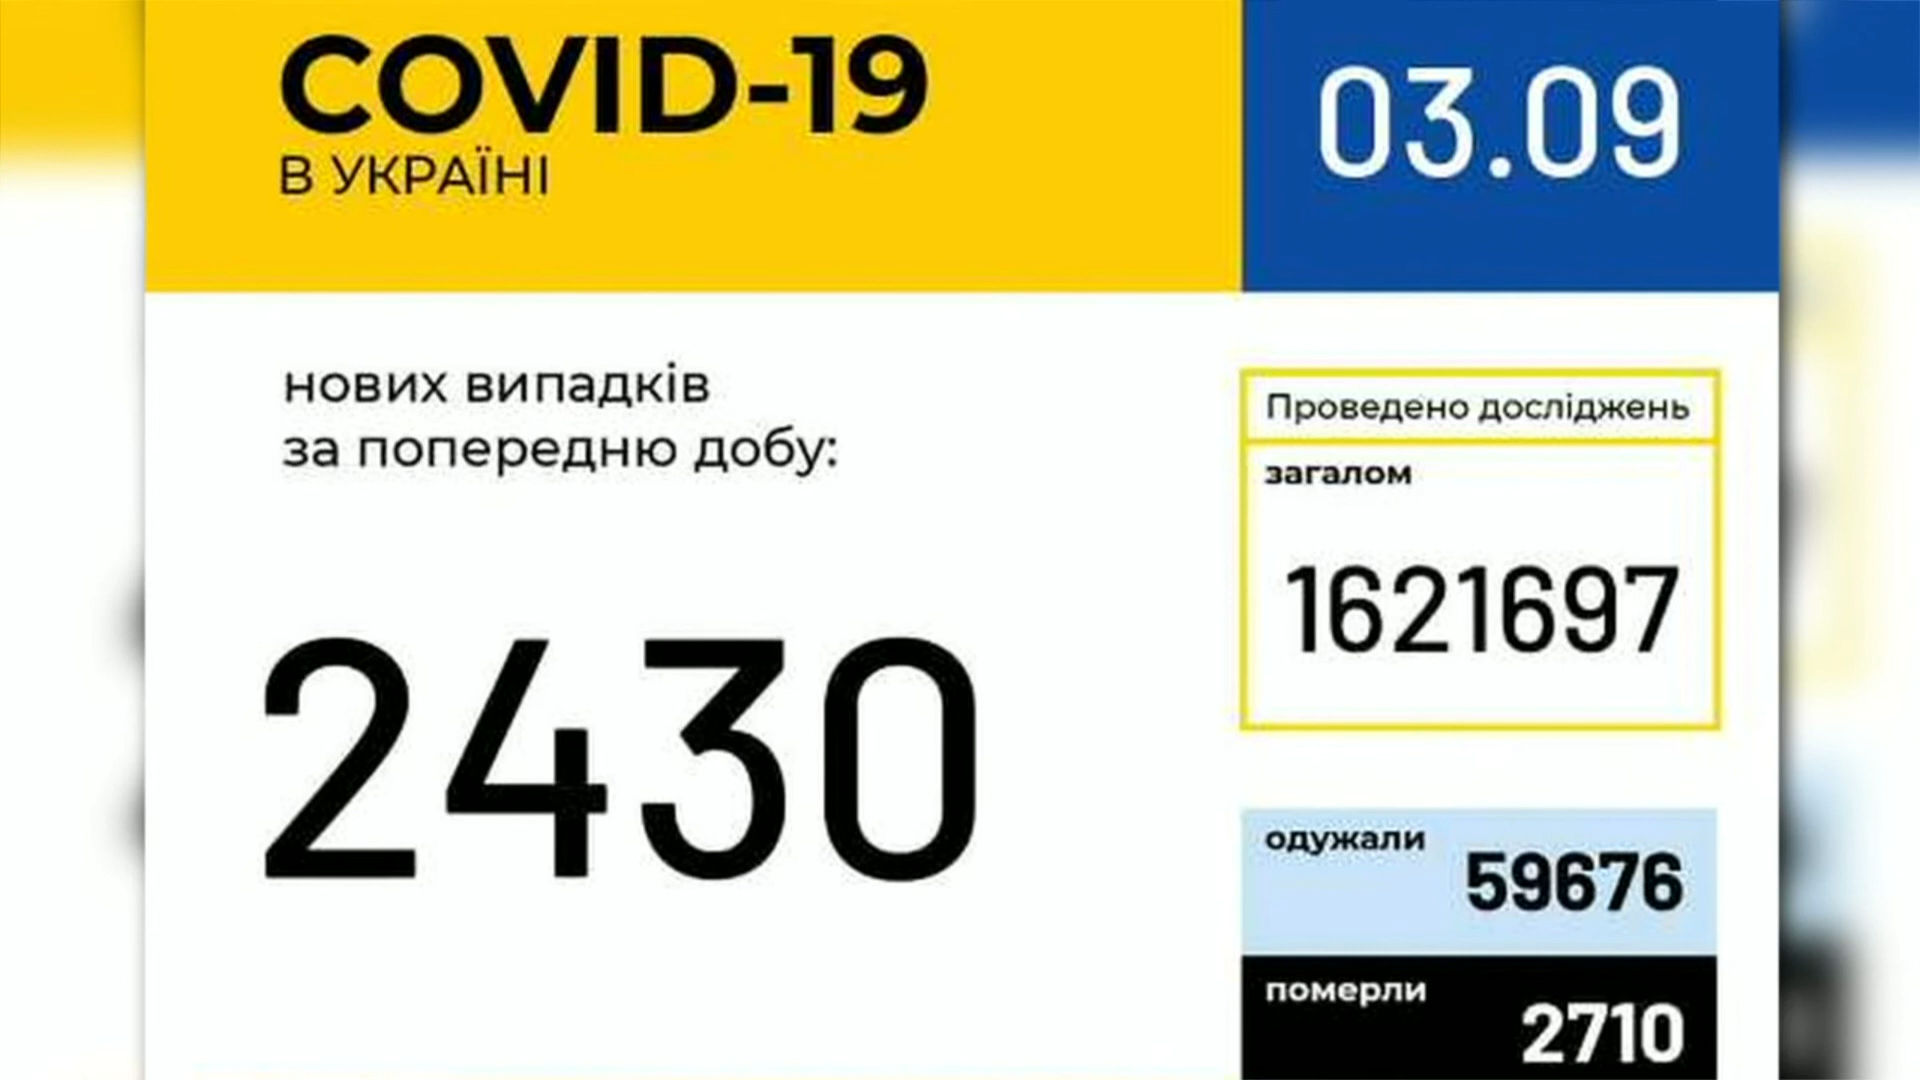 COVID-19
В УКРАЇНІ
03.09
нових випадків
за попередню добу:
2430
Проведено досліджень
загалом
1621697
одужали
59676
померли
2710